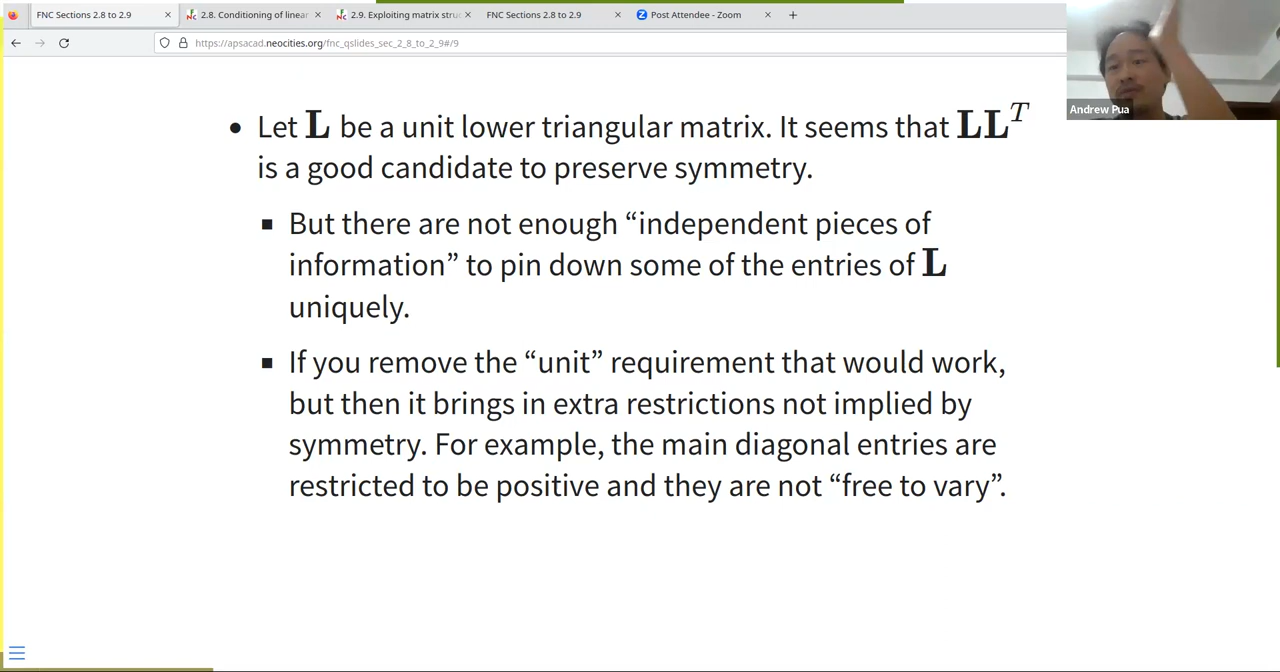 FNC Sections 2.8 to 2.9
2.8. Conditioning of linear
2.9. Exploiting matrix stru
FNC Sections 2.8 to 2.9
Post Attendee - Zoom
https://apsacad.neocities.org/fnc_qslides_sec_2_8_to_2_9#/9
Andrew Pua
• Let L be a unit lower triangular matrix. It seems that LL^T
is a good candidate to preserve symmetry.
▪ But there are not enough “independent pieces of
information” to pin down some of the entries of L
uniquely.
▪ If you remove the “unit” requirement that would work,
but then it brings in extra restrictions not implied by
symmetry. For example, the main diagonal entries are
restricted to be positive and they are not “free to vary”.